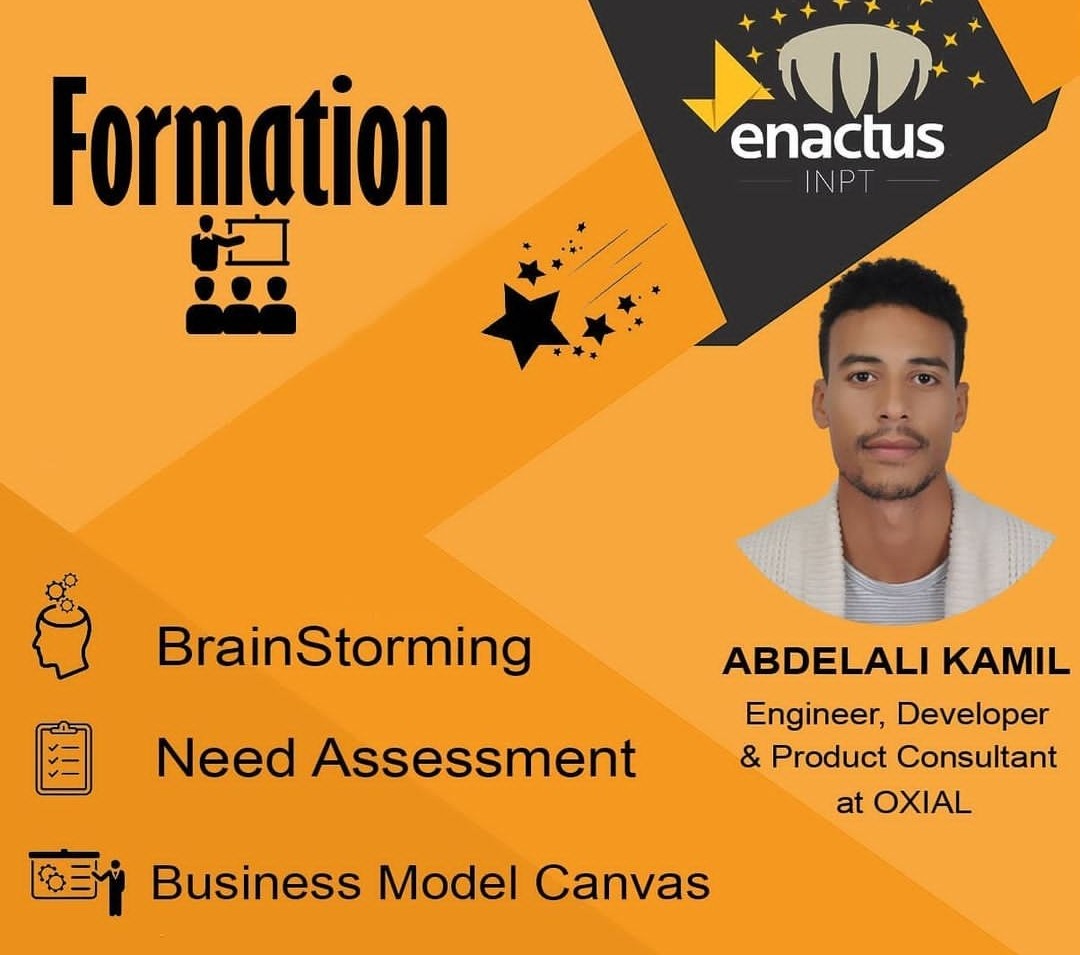 Formation
enactus
INPT
BrainStorming
Need Assessment
Business Model Canvas
ABDELALI KAMIL
Engineer, Developer
& Product Consultant
at OXIAL